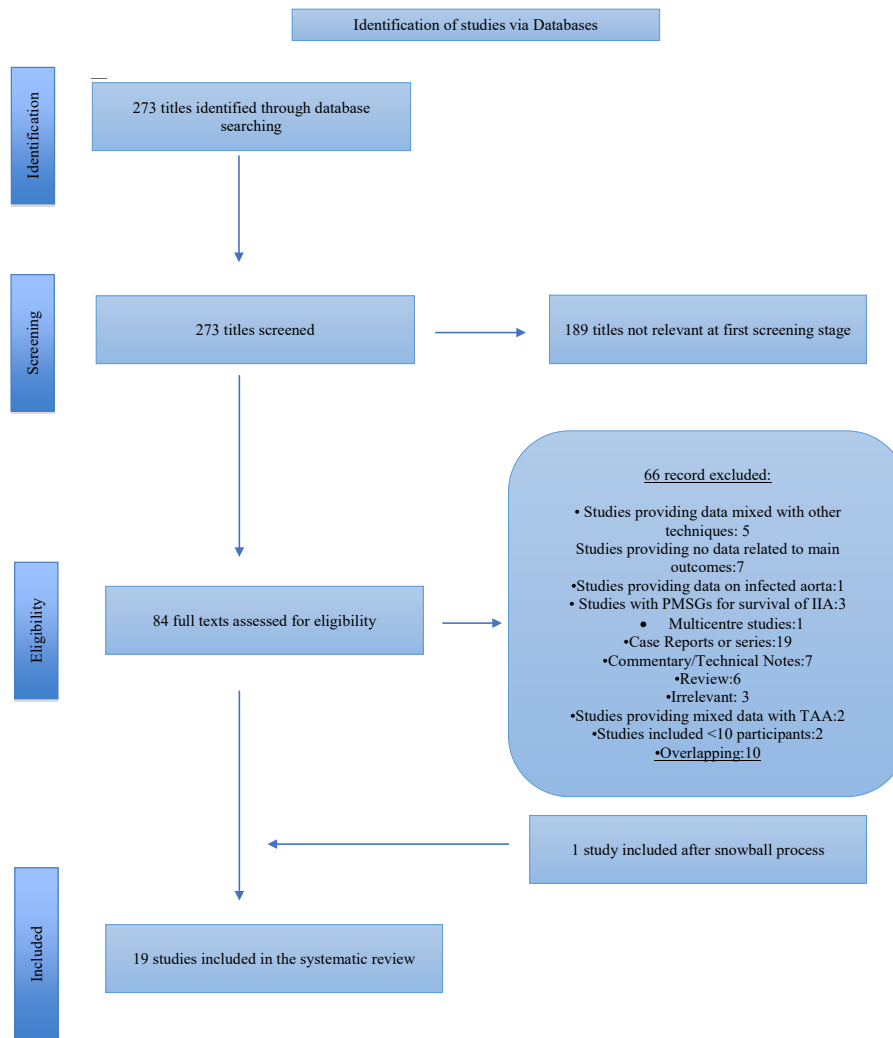 Identification of studies via Databases
Identification
273 titles identified through database
searching
Screening
273 titles screened
189 titles not relevant at first screening stage
Eligibility
84 full texts assessed for eligibility
66 record excluded:
• Studies providing data mixed with other
techniques: 5
Studies providing no data related to main
outcomes:7
•Studies providing data on infected aorta:1
• Studies with PMSGs for survival of IIA:3
• Multicentre studies:1
•Case Reports or series:19
•Commentary/Technical Notes:7
•Review:6
•Irrelevant: 3
•Studies providing mixed data with TAA:2
•Studies included <10 participants:2
•Overlapping:10
1 study included after snowball process
Included
19 studies included in the systematic review